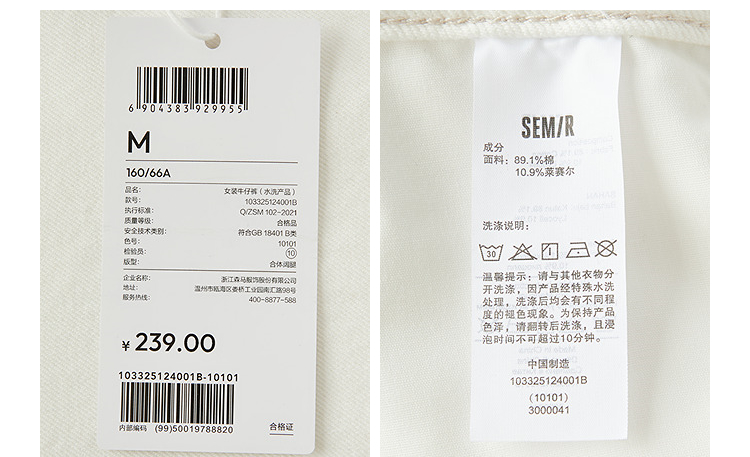 6 904383 929955
M
160/66A
品名: 女装牛仔裤（水洗产品）
款号: 103325124001B
执行标准: Q/ZSM 102-2021
质量等级: 合格品
安全技术类别: 符合GB 18401 B类
色号: 10101
检验员: 10
版型: 合体阔腿
企业名称: 浙江森马服饰股份有限公司
地址: 温州市瓯海区娄桥工业园南汇路98号
服务热线: 400-8877-588
¥ 239.00
103325124001B-10101
内部编码 (99)50019788820
合格证
SEM/R
成分
面料: 89.1%棉
10.9%莱赛尔
洗涤说明:
30
温馨提示: 请与其他衣物分
开洗涤, 因产品经特殊水洗
处理, 洗涤后均会有不同程
度的褪色现象。为保持产品
色泽, 请翻转后洗涤, 且浸
泡时间不可超过10分钟。
中国制造
103325124001B
(10101)
3000041